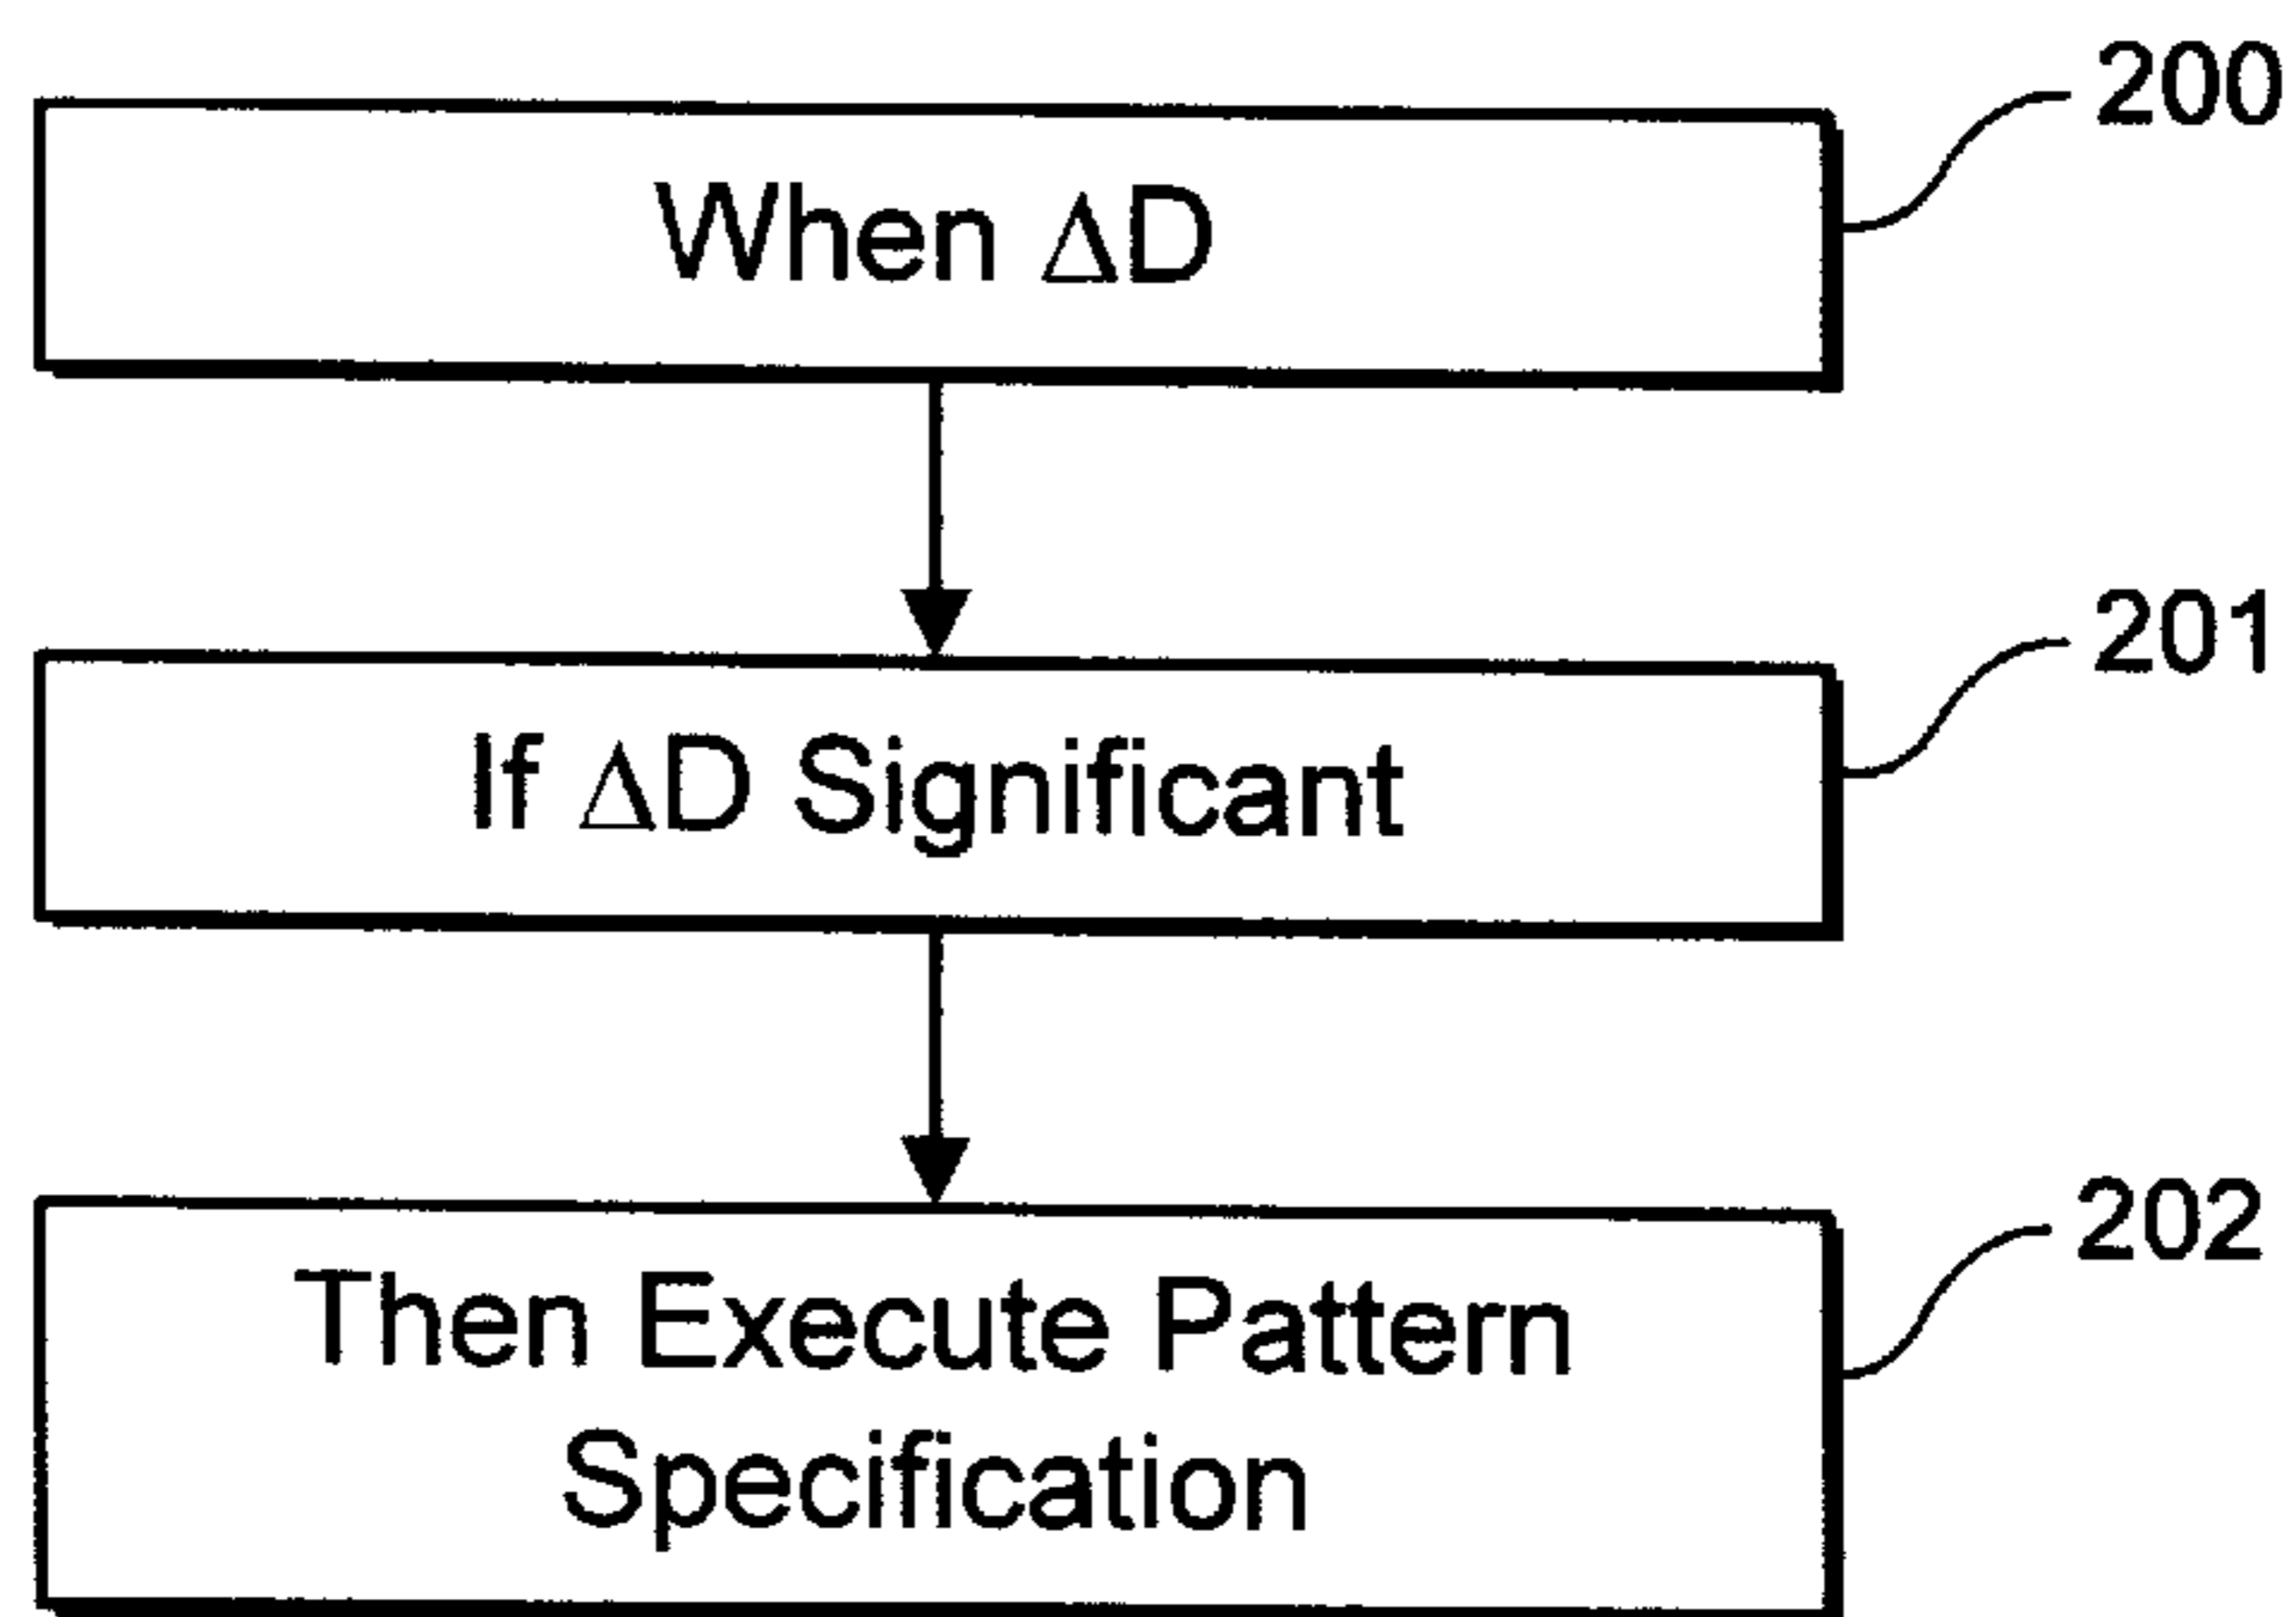 200
When ΔD
201
If ΔD Significant
202
Then Execute Pattern
Specification